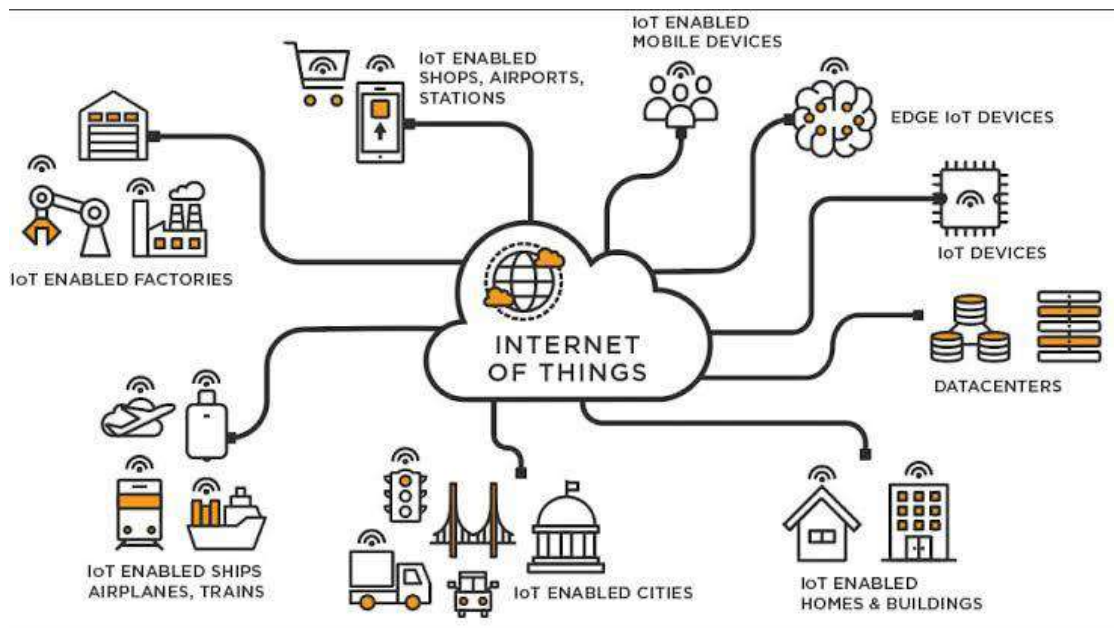 IoT ENABLED
SHOPS, AIRPORTS,
STATIONS
IoT ENABLED
MOBILE DEVICES
EDGE IoT DEVICES
IoT DEVICES
IoT ENABLED FACTORIES
INTERNET
OF THINGS
DATACENTERS
IoT ENABLED SHIPS
AIRPLANES, TRAINS
IoT ENABLED CITIES
IoT ENABLED
HOMES & BUILDINGS